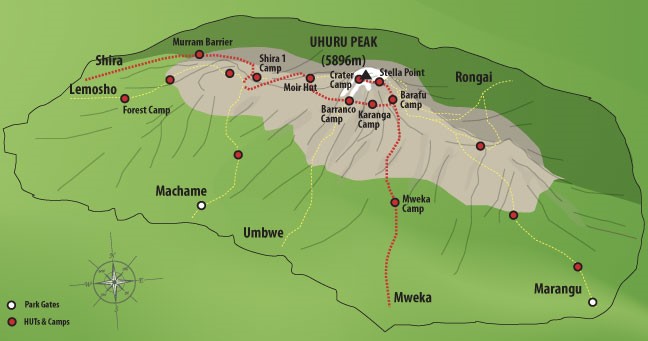 UHURU PEAK
(5896m)
Murram Barrier
Shira
Shira 1
Camp
Lemosho
Forest Camp
Moir Hut
Crater
Camp
Stella Point
Rongai
Barafu
Camp
Barranco
Camp
Karanga
Camp
Machame
Umbwe
Mweka
Camp
Mweka
Marangu
N
E
S
W
Park Gates
HUTs & Camps